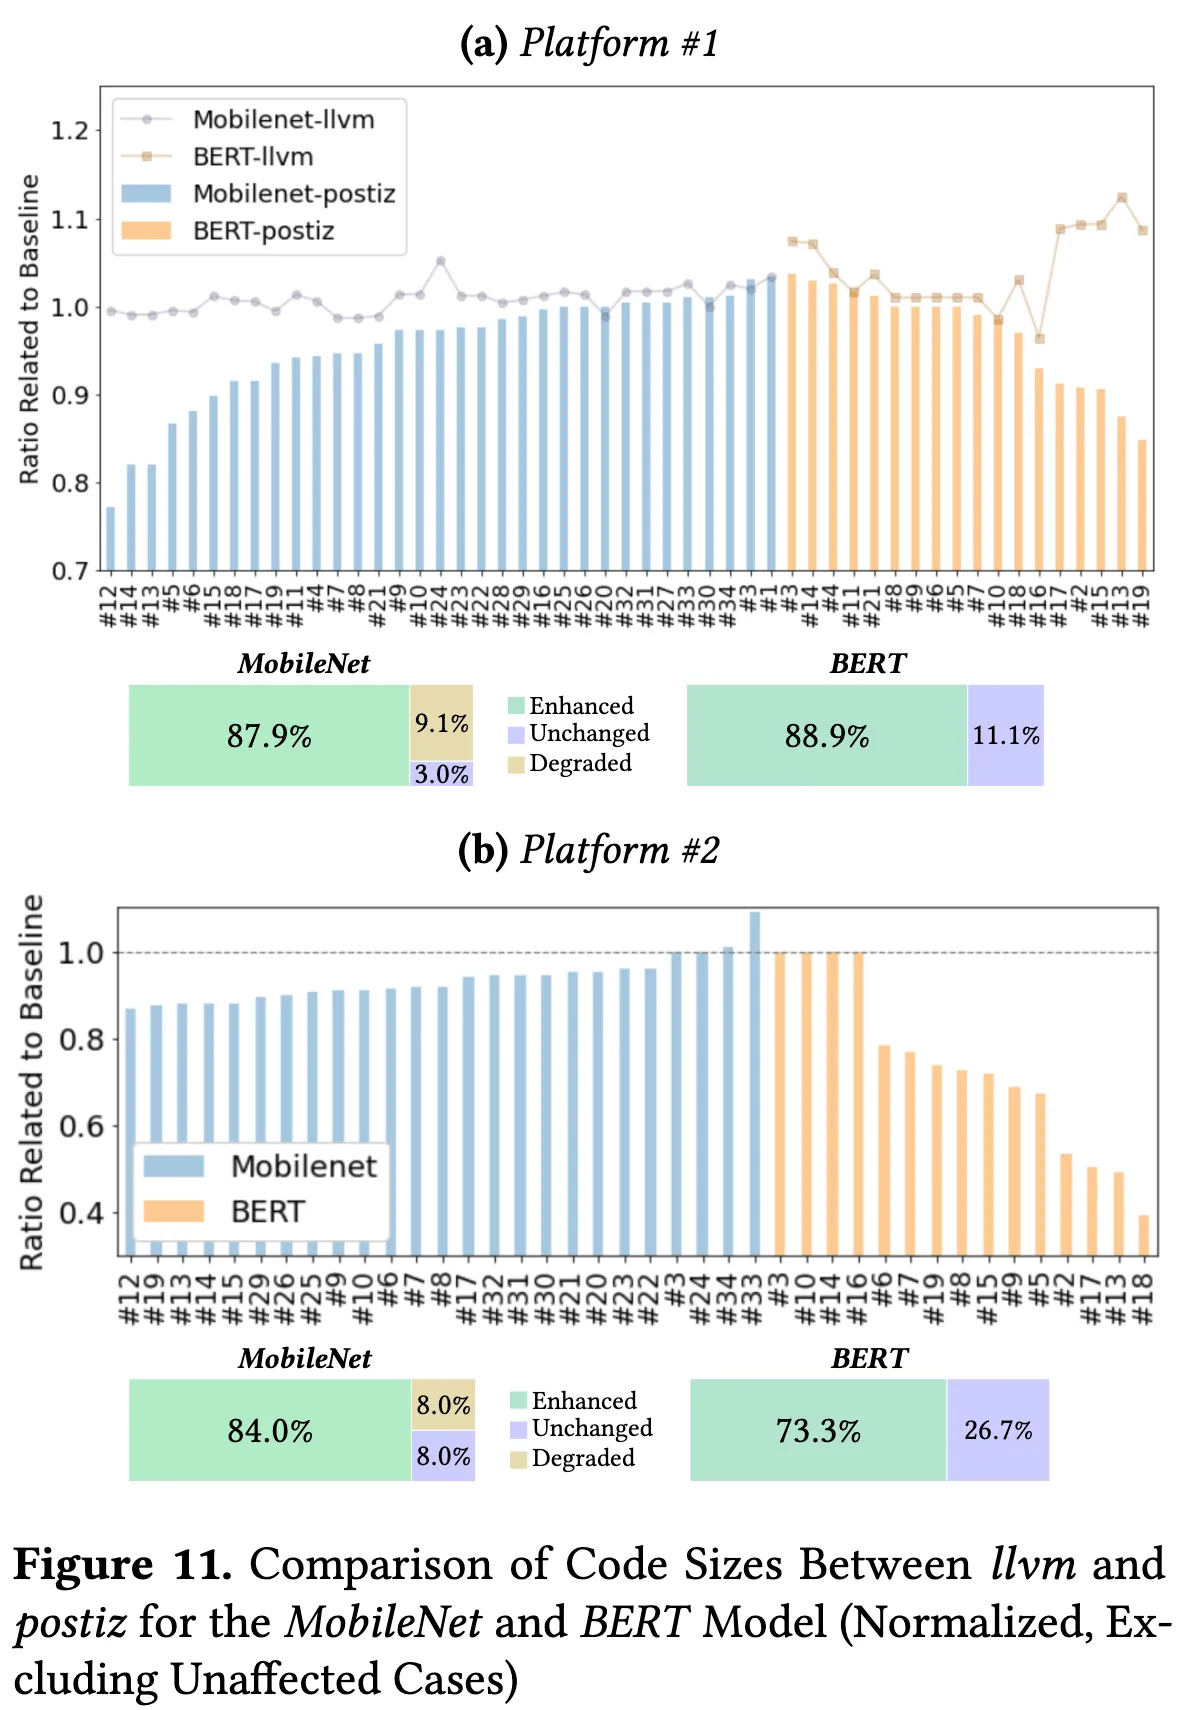 (a) Platform #1
Ratio Related to Baseline
1.2
1.1
1.0
0.9
0.8
0.7
Mobilenet-llvm
BERT-llvm
Mobilenet-postiz
BERT-postiz
#12 #14 #13 #5 #6 #15 #18 #17 #19 #11 #4 #7 #8 #21 #9 #10 #24 #23 #22 #28 #29 #16 #25 #26 #20 #32 #31 #27 #33 #30 #34 #3 #1 #3 #14 #4 #11 #21 #8 #9 #6 #5 #7 #10 #18 #16 #17 #2 #15 #13 #19
MobileNet
BERT
87.9%
9.1%
3.0%
Enhanced
Unchanged
Degraded
88.9%
11.1%
(b) Platform #2
Ratio Related to Baseline
1.0
0.8
0.6
0.4
Mobilenet
BERT
#12 #19 #13 #14 #15 #29 #26 #25 #9 #10 #6 #7 #8 #17 #32 #31 #30 #21 #20 #23 #22 #3 #24 #34 #33 #3 #10 #14 #16 #6 #7 #19 #8 #15 #9 #5 #2 #17 #13 #18
MobileNet
BERT
84.0%
8.0%
8.0%
Enhanced
Unchanged
Degraded
73.3%
26.7%
Figure 11. Comparison of Code Sizes Between llvm and
postiz for the MobileNet and BERT Model (Normalized, Ex-
cluding Unaffected Cases)